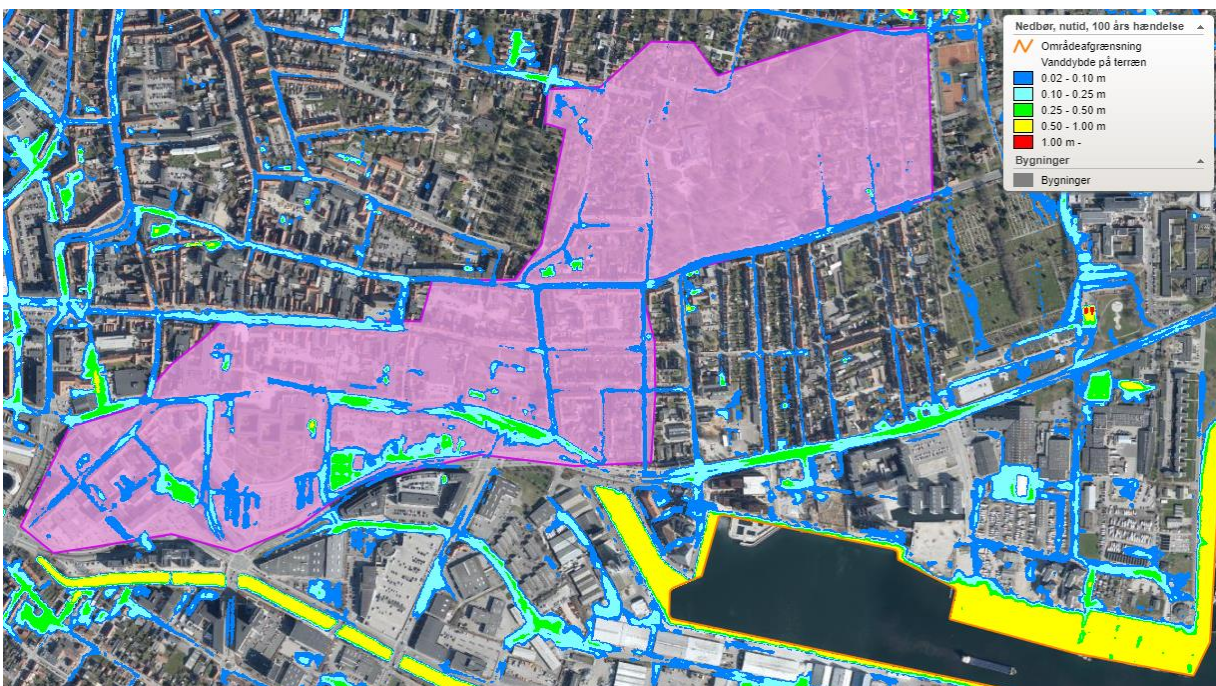 Nedbør, nutid, 100 års hændelse
Områdeafgrænsning
Vanddybde på terræn
0.02 - 0.10 m
0.10 - 0.25 m
0.25 - 0.50 m
0.50 - 1.00 m
1.00 m -
Bygninger
Bygninger